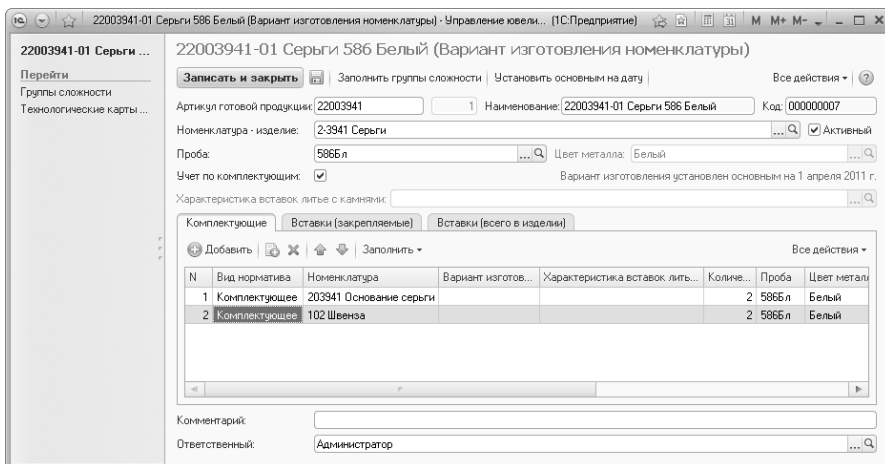 22003941-01 Серьги 586 Белый (Вариант изготовления номенклатуры) - Управление ювели... (1С:Предприятие) M M+ M-
22003941-01 Серьги ...
Перейти
Группы сложности
Технологические карты ...
22003941-01 Серьги 586 Белый (Вариант изготовления номенклатуры)
Записать и закрыть Заполнить группы сложности Установить основным на дату Все действия
Артикул готовой продукции: 22003941 1 Наименование: 22003941-01 Серьги 586 Белый Код: 000000007
Номенклатура - изделие: 2-3941 Серьги ... Активный
Проба: 586Бл ... Цвет металла: Белый ...
Учет по комплектующим: Вариант изготовления установлен основным на 1 апреля 2011 г.
Характеристика вставок литье с камнями: ...
Комплектующие Вставки (закрепляемые) Вставки (всего в изделии)
Добавить Заполнить Все действия
N Вид норматива Номенклатура Вариант изготов... Характеристика вставок лить... Количе... Проба Цвет метал
1 Комплектующее 203941 Основание серьги 2 586Бл Белый
2 Комплектующее 102 Швенза 2 586Бл Белый
Комментарий:
Ответственный: Администратор ...